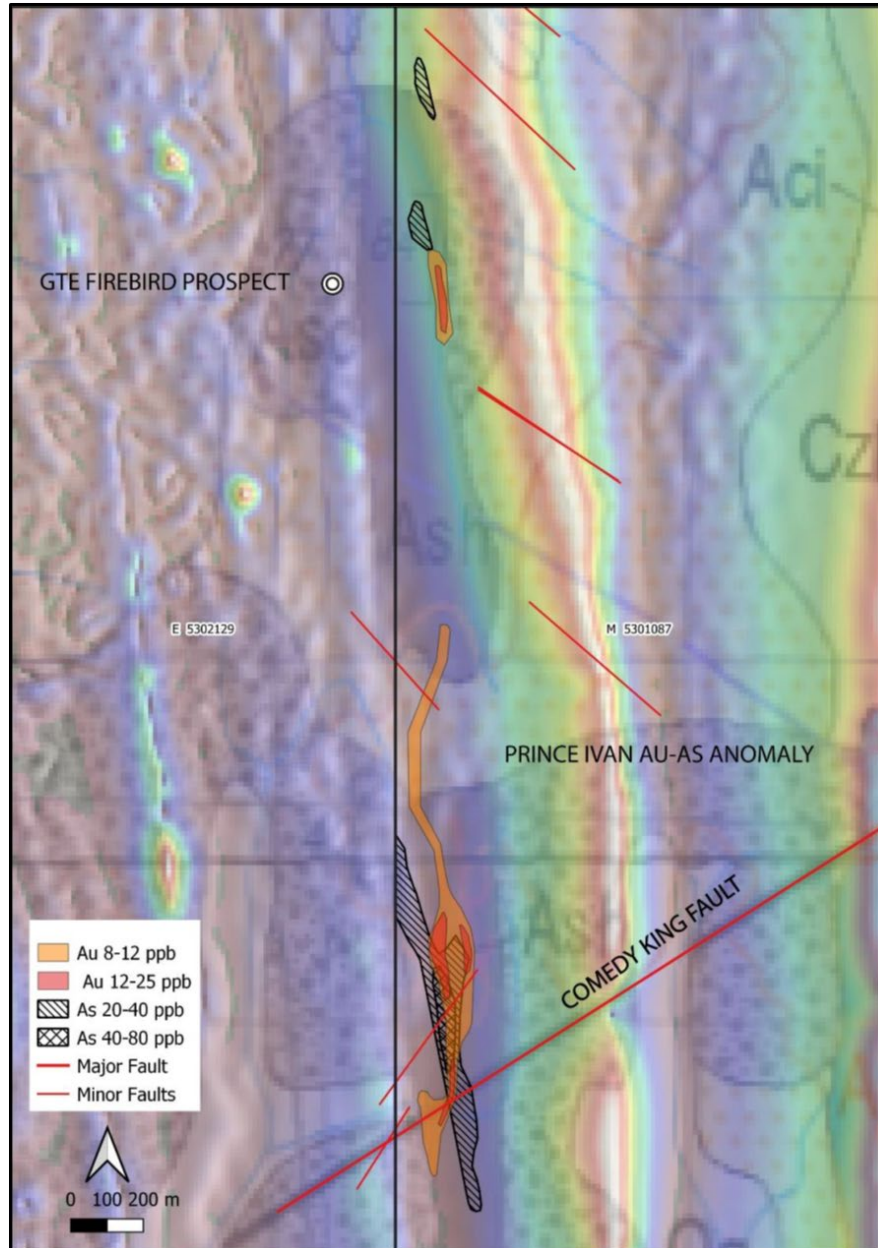 Aci
GTE FIREBIRD PROSPECT
E 5302129
M 5301087
PRINCE IVAN AU-AS ANOMALY
COMEDY KING FAULT
Au 8-12 ppb
Au 12-25 ppb
As 20-40 ppb
As 40-80 ppb
Major Fault
Minor Faults
0 100 200 m